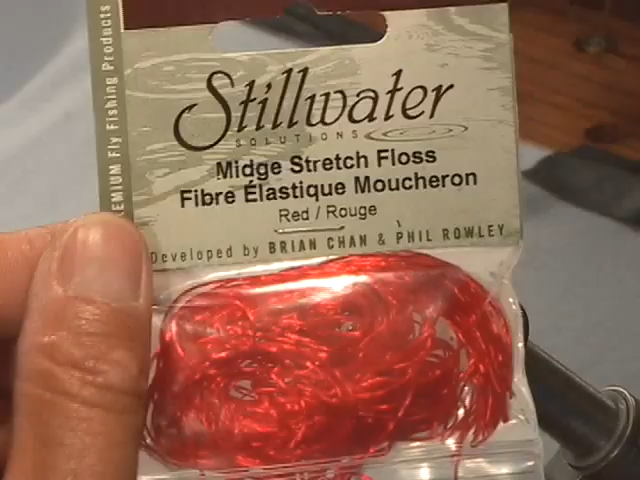 Stillwater
SOLUTIONS
Midge Stretch Floss
Fibre Élastique Moucheron
Red / Rouge
Developed by BRIAN CHAN & PHIL ROWLEY
Fly Fishing Products